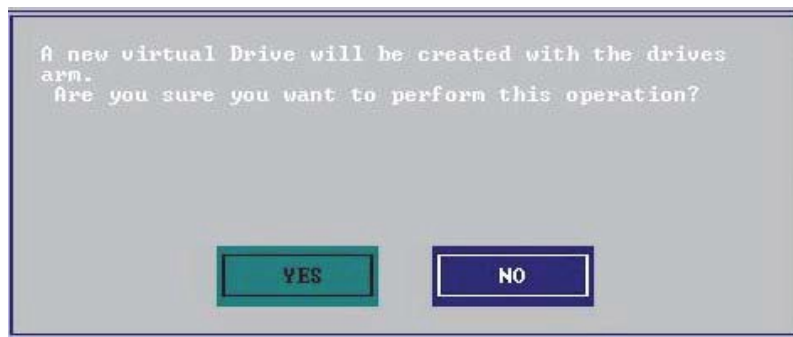 A new virtual Drive will be created with the drives
arm.
Are you sure you want to perform this operation?
YES NO